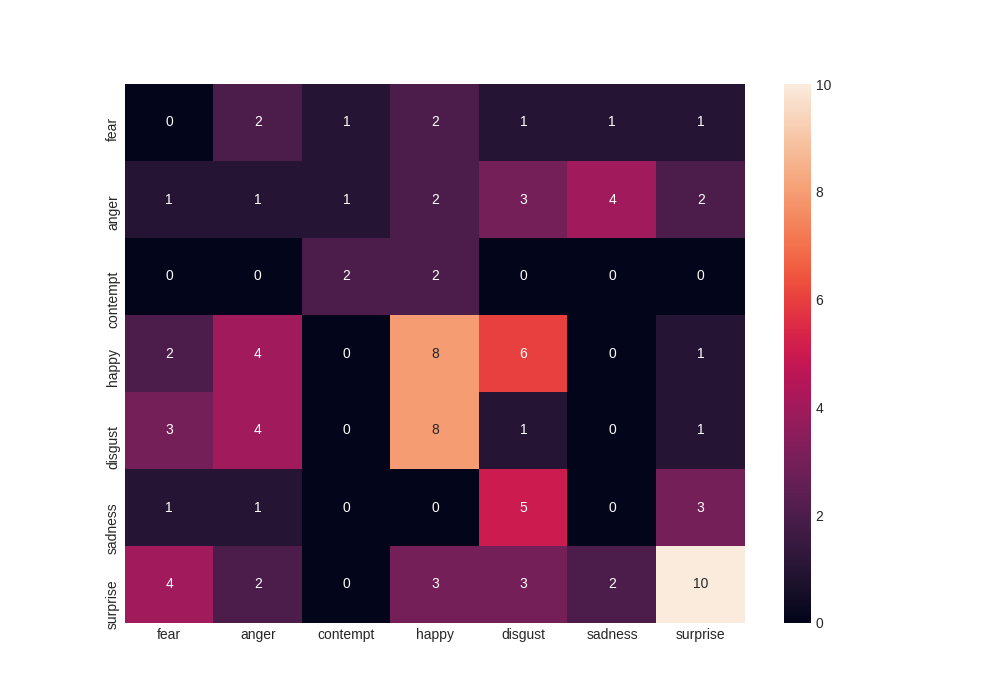 fear 0 2 1 2 1 1 1
anger 1 1 1 2 3 4 2
contempt 0 0 2 2 0 0 0
happy 2 4 0 8 6 0 1
disgust 3 4 0 8 1 0 1
sadness 1 1 0 0 5 0 3
surprise 4 2 0 3 3 2 10
fear anger contempt happy disgust sadness surprise
10
8
6
4
2
0